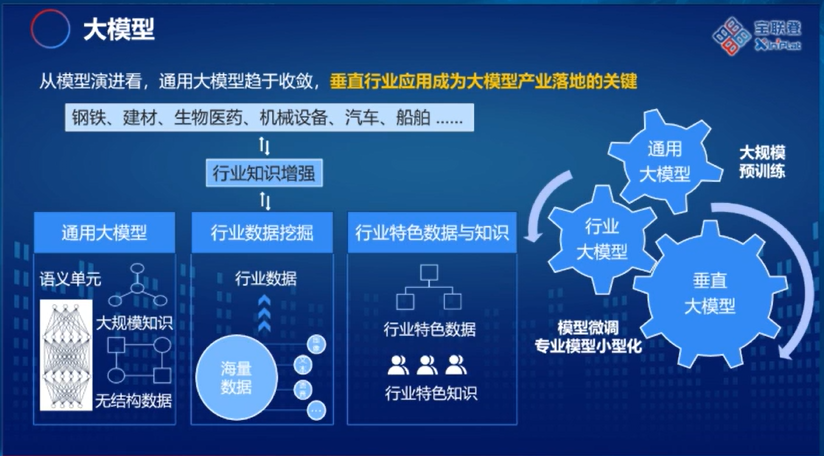 大模型
宝联登
XIn³Plat
从模型演进看，通用大模型趋于收敛，垂直行业应用成为大模型产业落地的关键
钢铁、建材、生物医药、机械设备、汽车、船舶 ......
行业知识增强
通用大模型
语义单元
大规模知识
无结构数据
行业数据挖掘
行业数据
海量
数据
...
行业特色数据与知识
行业特色数据
行业特色知识
通用
大模型
大规模
预训练
行业
大模型
垂直
大模型
模型微调
专业模型小型化